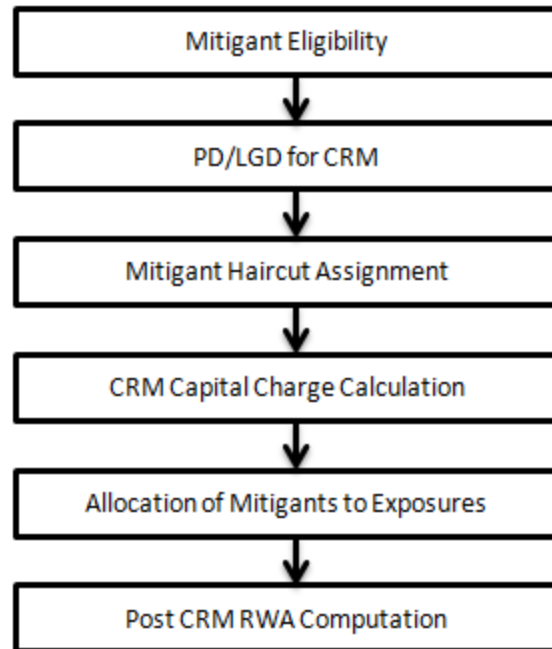 Mitigant Eligibility
PD/LGD for CRM
Mitigant Haircut Assignment
CRM Capital Charge Calculation
Allocation of Mitigants to Exposures
Post CRM RWA Computation